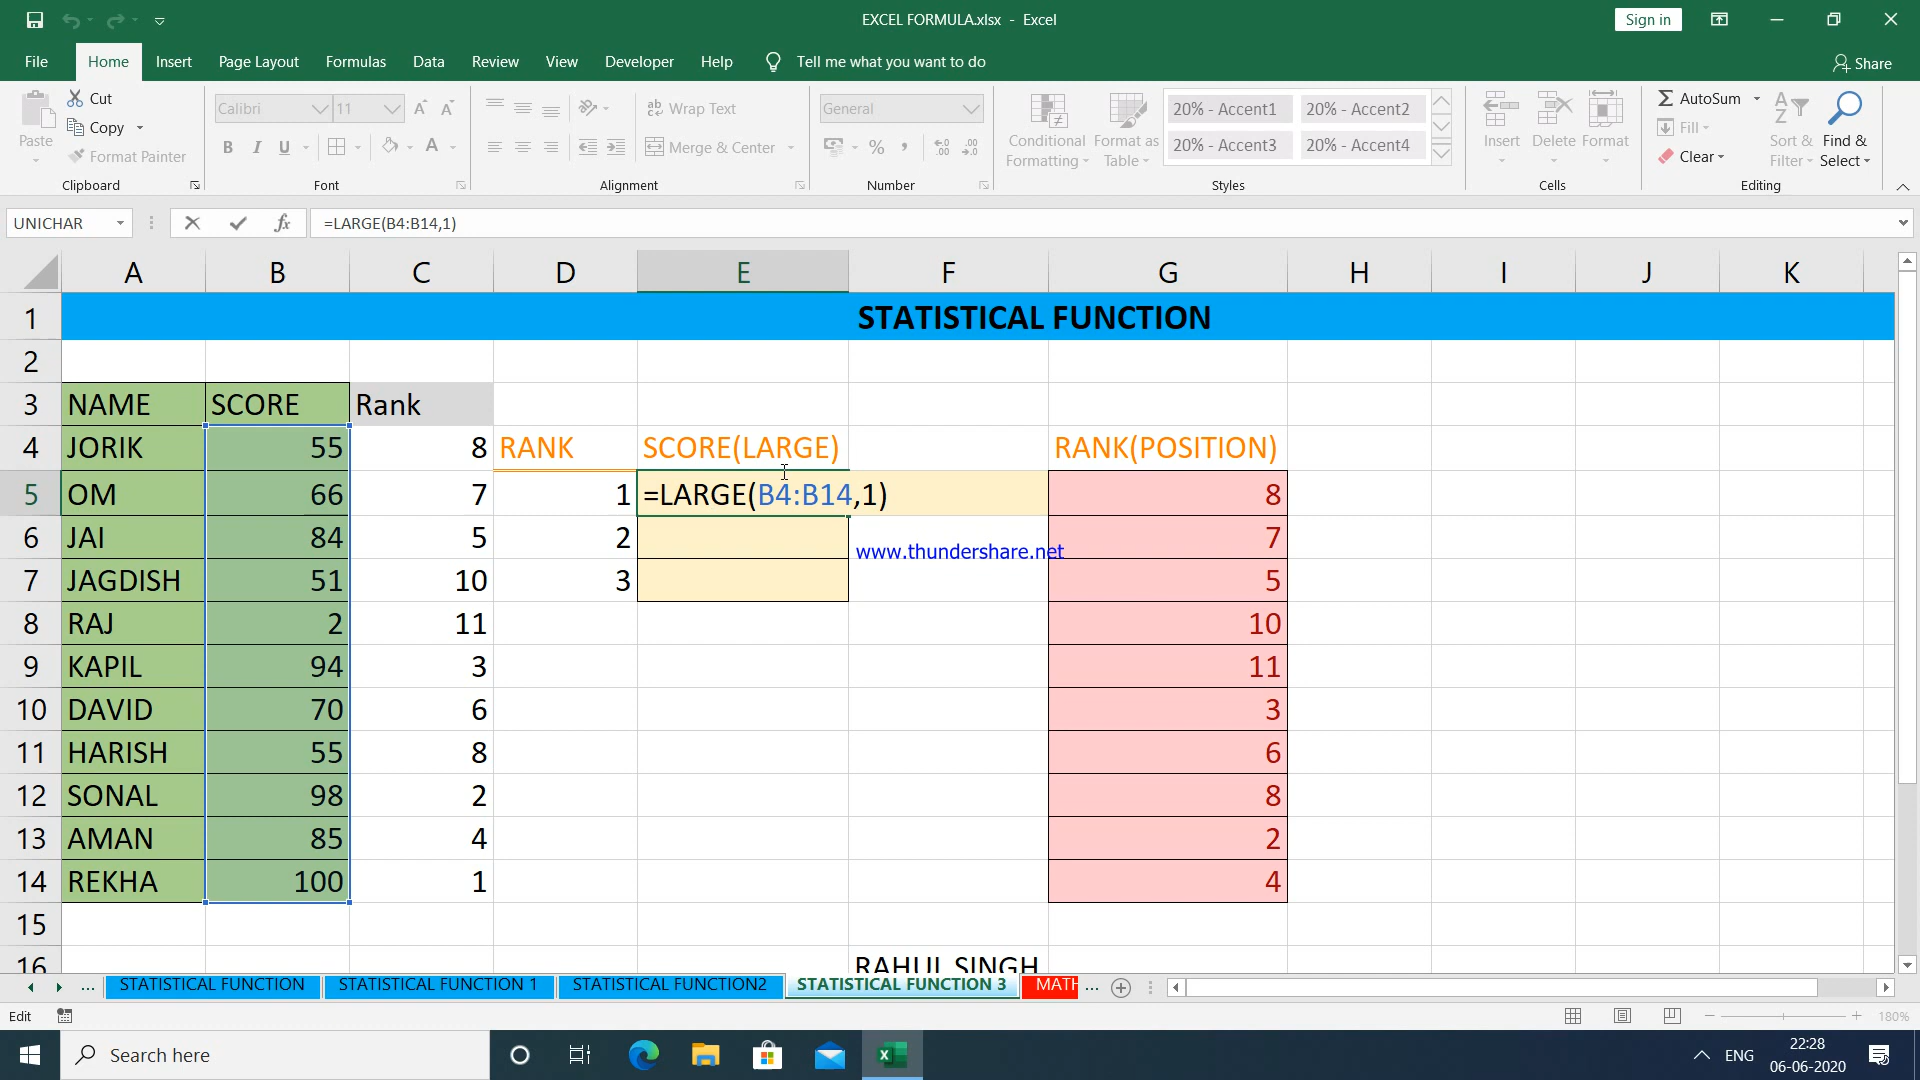 EXCEL FORMULA.xlsx - Excel
Sign in
File Home Insert Page Layout Formulas Data Review View Developer Help Tell me what you want to do
Share
Paste
Cut
Copy
Format Painter
Clipboard
Calibri 11
B I U A
Font
Wrap Text
Merge & Center
Alignment
General
Number
Conditional Formatting
Format as Table
20% - Accent1 20% - Accent2
20% - Accent3 20% - Accent4
Styles
Insert Delete Format
Cells
AutoSum
Fill
Clear
Sort & Filter
Find & Select
Editing
UNICHAR fx =LARGE(B4:B14,1)
A B C D E F G H I J K
1 STATISTICAL FUNCTION
2
3 NAME SCORE Rank
4 JORIK 55 8 RANK SCORE(LARGE) RANK(POSITION)
5 OM 66 7 1 =LARGE(B4:B14,1) 8
6 JAI 84 5 2 www.thundershare.net 7
7 JAGDISH 51 10 3 5
8 RAJ 2 11 10
9 KAPIL 94 3 11
10 DAVID 70 6 3
11 HARISH 55 8 6
12 SONAL 98 2 8
13 AMAN 85 4 2
14 REKHA 100 1 4
15
16 RAHUL SINGH
... STATISTICAL FUNCTION STATISTICAL FUNCTION 1 STATISTICAL FUNCTION2 STATISTICAL FUNCTION 3 MATH ...
Edit 180%
Search here
ENG
22:28
06-06-2020